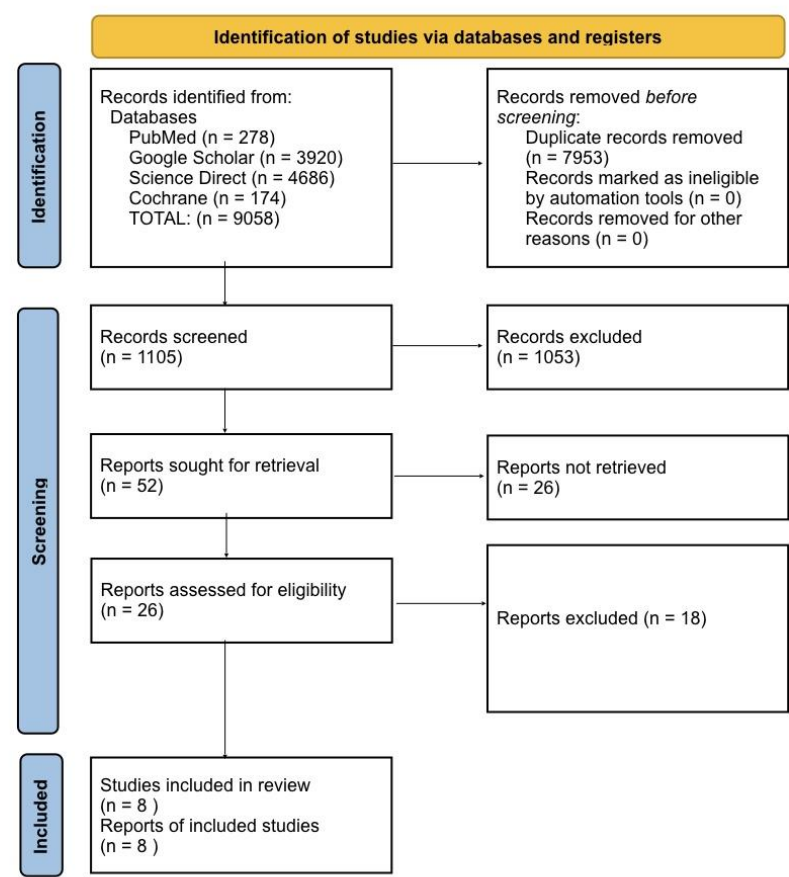 Identification of studies via databases and registers
Identification
Records identified from:
Databases
PubMed (n = 278)
Google Scholar (n = 3920)
Science Direct (n = 4686)
Cochrane (n = 174)
TOTAL: (n = 9058)
Records removed before
screening:
Duplicate records removed
(n = 7953)
Records marked as ineligible
by automation tools (n = 0)
Records removed for other
reasons (n = 0)
Screening
Records screened
(n = 1105)
Records excluded
(n = 1053)
Reports sought for retrieval
(n = 52)
Reports not retrieved
(n = 26)
Reports assessed for eligibility
(n = 26)
Reports excluded (n = 18)
Included
Studies included in review
(n = 8 )
Reports of included studies
(n = 8 )